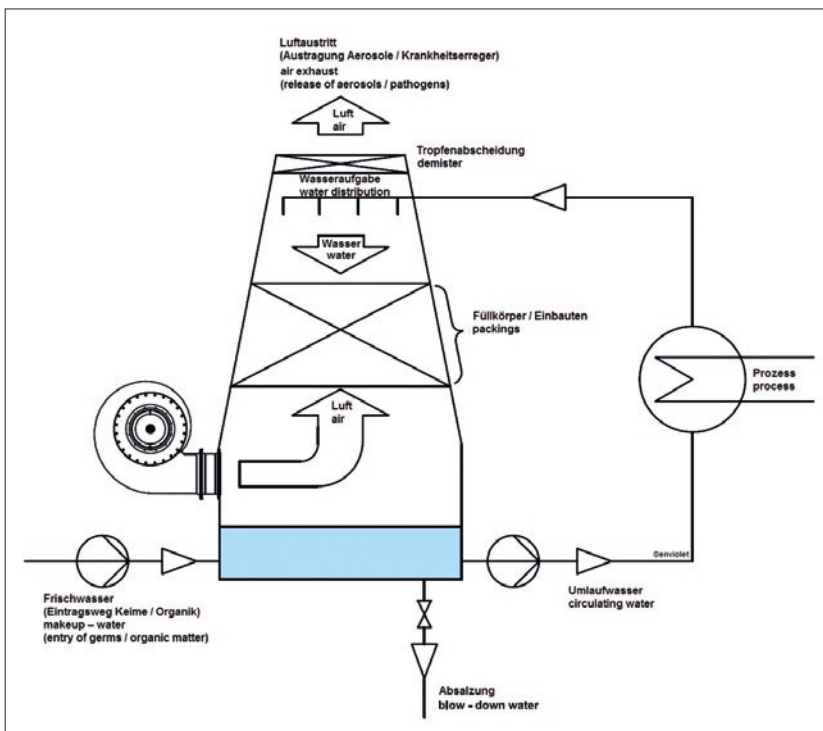 Luftaustritt
(Austragung Aerosole / Krankheitserreger)
air exhaust
(release of aerosols / pathogens)
Luft
air
Tropfenabscheidung
demister
Wasseraufgabe
water distribution
Wasser
water
Füllkörper / Einbauten
packings
Prozess
process
Luft
air
©enviolet
Frischwasser
(Eintragsweg Keime / Organik)
makeup – water
(entry of germs / organic matter)
Umlaufwasser
circulating water
Absalzung
blow - down water